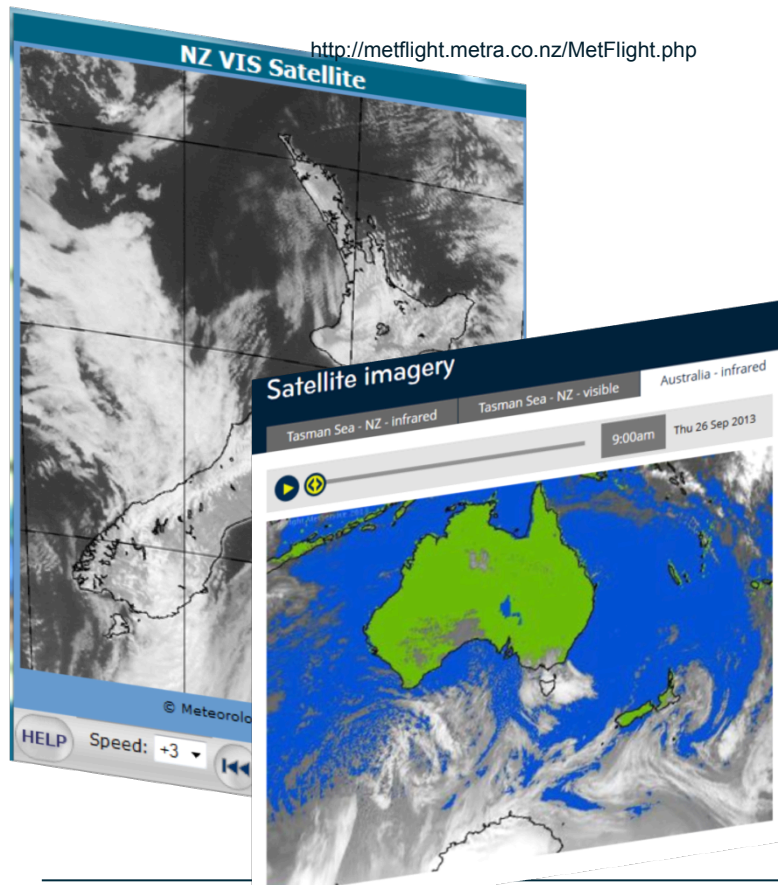 http://metflight.metra.co.nz/MetFlight.php
NZ VIS Satellite
© Meteorolo
HELP Speed: +3
Satellite imagery
Tasman Sea - NZ - infrared Tasman Sea - NZ - visible Australia - infrared
9:00am Thu 26 Sep 2013